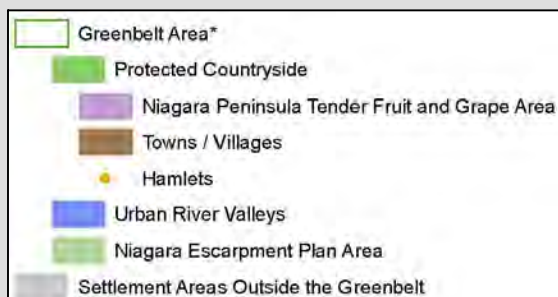 Greenbelt Area*
Protected Countryside
Niagara Peninsula Tender Fruit and Grape Area
Towns / Villages
Hamlets
Urban River Valleys
Niagara Escarpment Plan Area
Settlement Areas Outside the Greenbelt